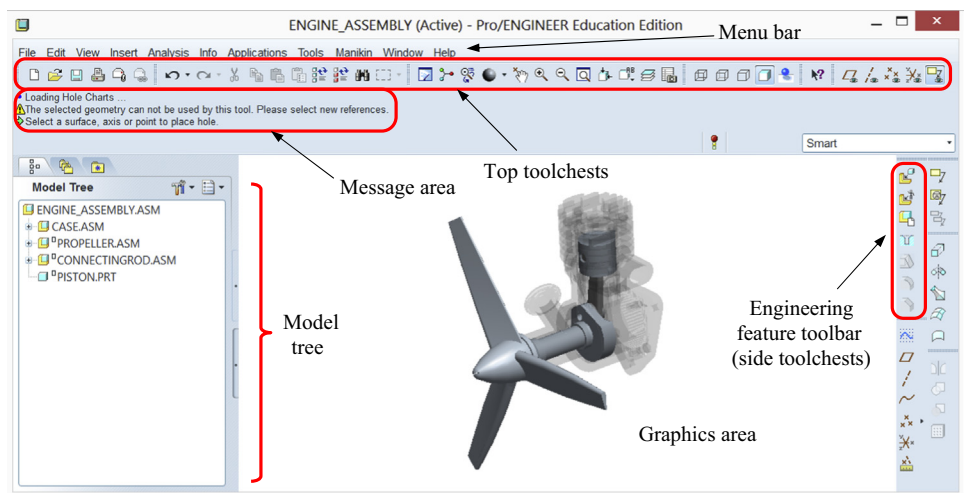 ENGINE_ASSEMBLY (Active) - Pro/ENGINEER Education Edition
Menu bar
File Edit View Insert Analysis Info Applications Tools Manikin Window Help
Loading Hole Charts ...
The selected geometry can not be used by this tool. Please select new references.
Select a surface, axis or point to place hole.
Smart
Message area
Top toolchests
Model Tree
ENGINE_ASSEMBLY.ASM
CASE.ASM
PROPELLER.ASM
CONNECTINGROD.ASM
PISTON.PRT
Model
tree
Engineering
feature toolbar
(side toolchests)
Graphics area